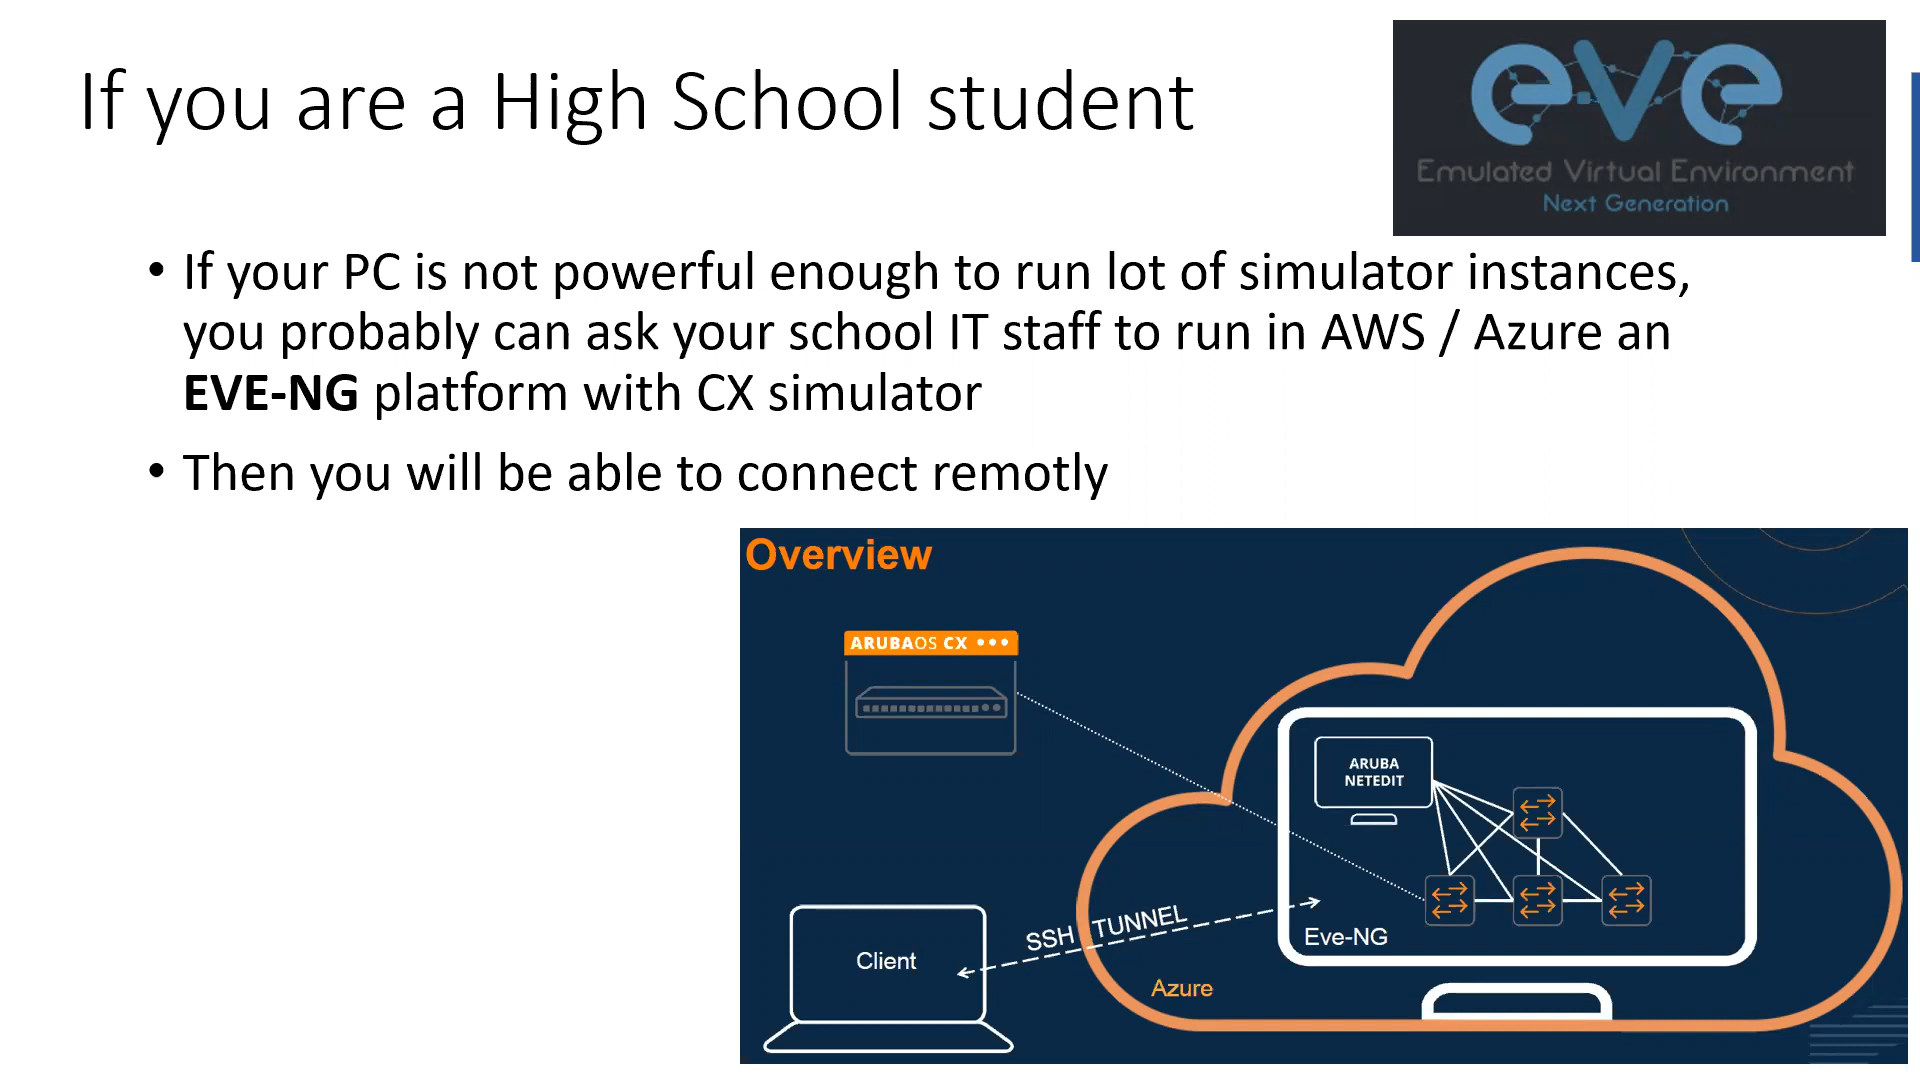 If you are a High School student
eve
Emulated Virtual Environment
Next Generation
• If your PC is not powerful enough to run lot of simulator instances,
you probably can ask your school IT staff to run in AWS / Azure an
EVE-NG platform with CX simulator
• Then you will be able to connect remotly
Overview
ARUBAOS CX
ARUBA
NETEDIT
SSH TUNNEL
Eve-NG
Client
Azure